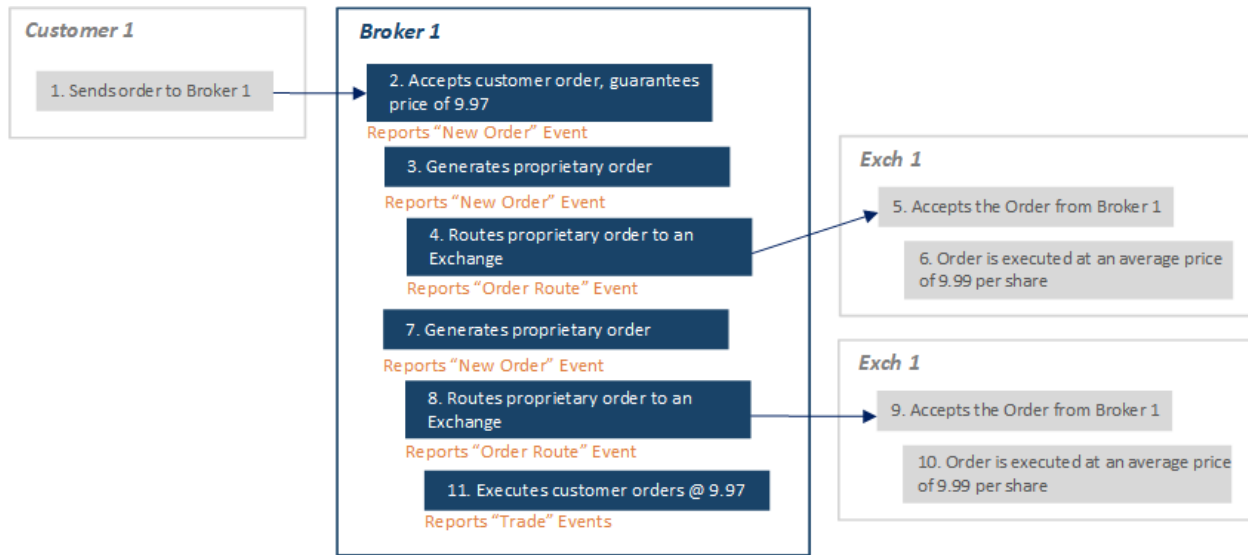 Customer 1
1. Sends order to Broker 1
Broker 1
2. Accepts customer order, guarantees
price of 9.97
Reports “New Order” Event
3. Generates proprietary order
Reports “New Order” Event
4. Routes proprietary order to an
Exchange
Reports “Order Route” Event
Exch 1
5. Accepts the Order from Broker 1
6. Order is executed at an average price
of 9.99 per share
7. Generates proprietary order
Reports “New Order” Event
8. Routes proprietary order to an
Exchange
Reports “Order Route” Event
Exch 1
9. Accepts the Order from Broker 1
10. Order is executed at an average price
of 9.99 per share
11. Executes customer orders @ 9.97
Reports “Trade” Events